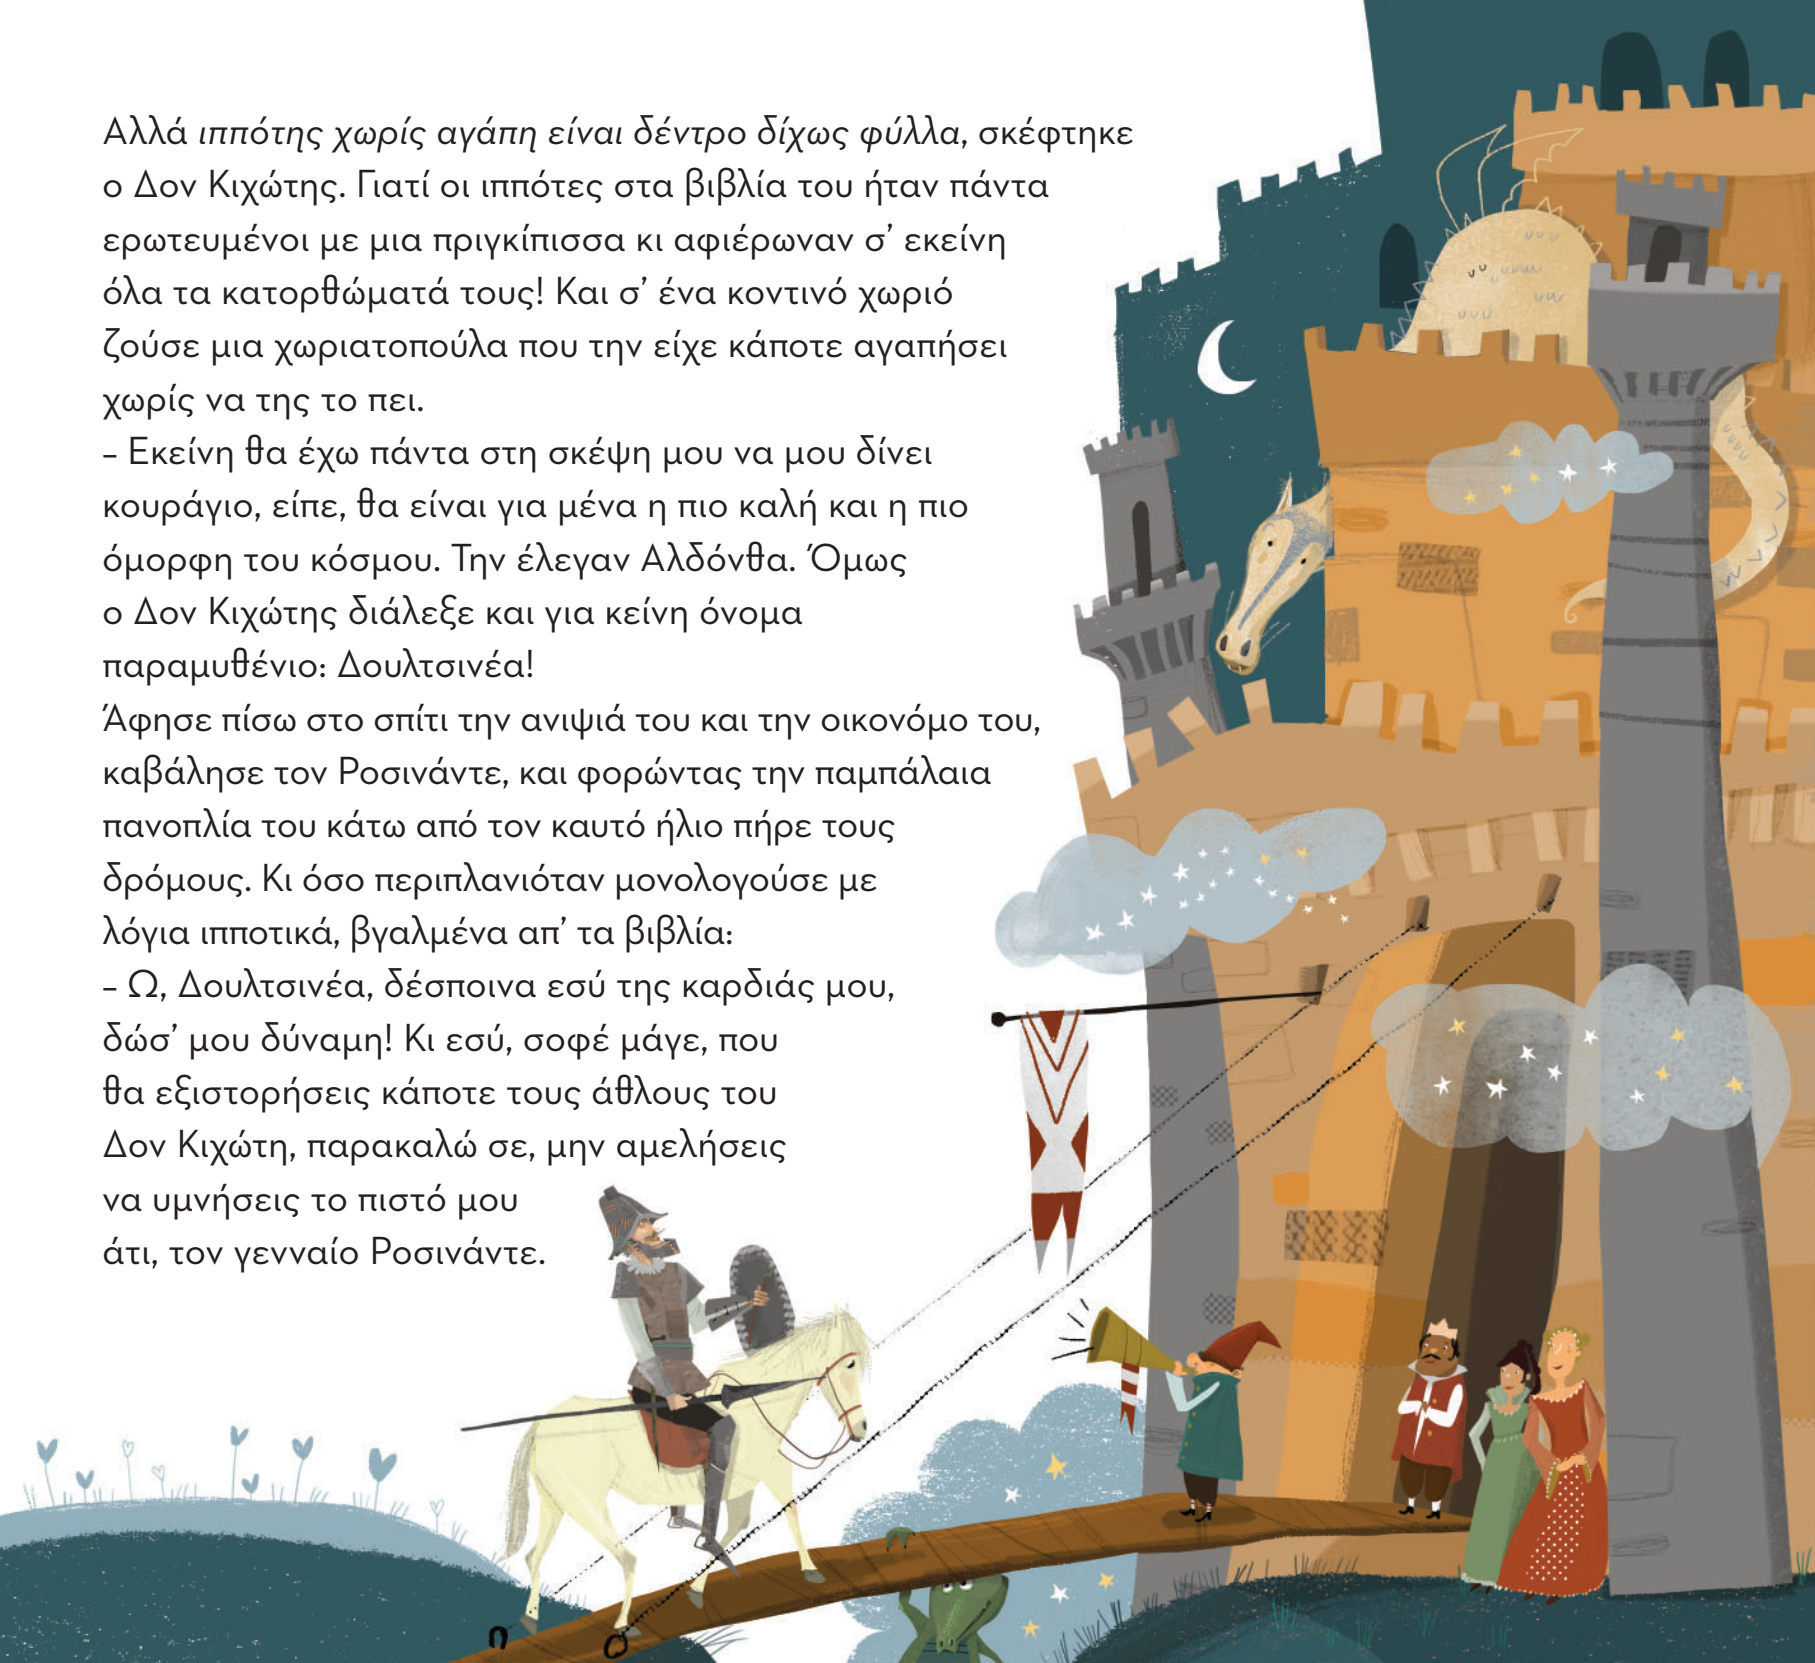 Αλλά ιππότης χωρίς αγάπη είναι δέντρο δίχως φύλλα, σκέφτηκε
ο Δον Κιχώτης. Γιατί οι ιππότες στα βιβλία του ήταν πάντα
ερωτευμένοι με μια πριγκίπισσα κι αφιέρωναν σ’ εκείνη
όλα τα κατορθώματά τους! Και σ’ ένα κοντινό χωριό
ζούσε μια χωριατοπούλα που την είχε κάποτε αγαπήσει
χωρίς να της το πει.
– Εκείνη θα έχω πάντα στη σκέψη μου να μου δίνει
κουράγιο, είπε, θα είναι για μένα η πιο καλή και η πιο
όμορφη του κόσμου. Την έλεγαν Αλδόνθα. Όμως
ο Δον Κιχώτης διάλεξε και για κείνη όνομα
παραμυθένιο: Δουλτσινέα!
Άφησε πίσω στο σπίτι την ανιψιά του και την οικονόμο του,
καβάλησε τον Ροσινάντε, και φορώντας την παμπάλαια
πανοπλία του κάτω από τον καυτό ήλιο πήρε τους
δρόμους. Κι όσο περιπλανιόταν μονολογούσε με
λόγια ιπποτικά, βγαλμένα απ’ τα βιβλία:
– Ω, Δουλτσινέα, δέσποινα εσύ της καρδιάς μου,
δώσ’ μου δύναμη! Κι εσύ, σοφέ μάγε, που
θα εξιστορήσεις κάποτε τους άθλους του
Δον Κιχώτη, παρακαλώ σε, μην αμελήσεις
να υμνήσεις το πιστό μου
άτι, τον γενναίο Ροσινάντε.